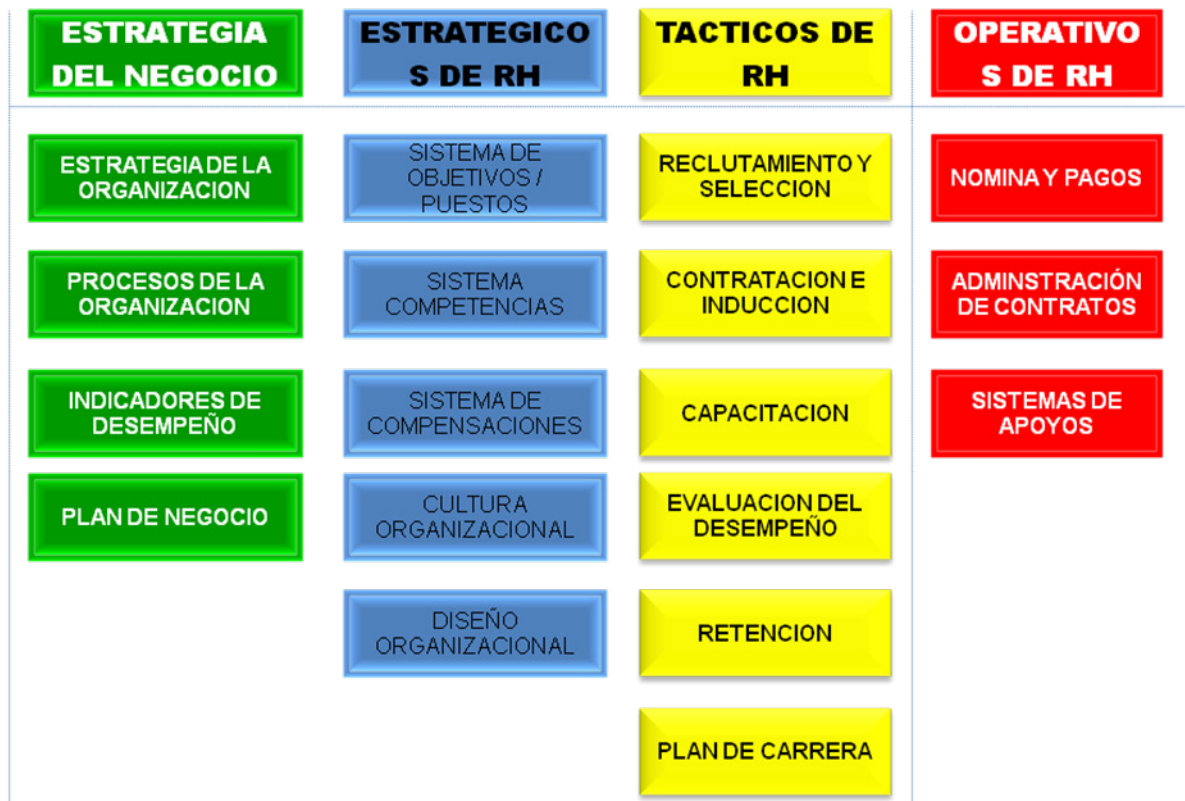 ESTRATEGIA
DEL NEGOCIO
ESTRATEGICO
S DE RH
TACTICOS DE
RH
OPERATIVO
S DE RH
ESTRATEGIA DE LA
ORGANIZACION
SISTEMA DE
OBJETIVOS /
PUESTOS
RECLUTAMIENTO Y
SELECCION
NOMINA Y PAGOS
PROCESOS DE LA
ORGANIZACION
SISTEMA
COMPETENCIAS
CONTRATACION E
INDUCCION
ADMINSTRACIÓN
DE CONTRATOS
INDICADORES DE
DESEMPEÑO
SISTEMA DE
COMPENSACIONES
CAPACITACION
SISTEMAS DE
APOYOS
PLAN DE NEGOCIO
CULTURA
ORGANIZACIONAL
EVALUACION DEL
DESEMPEÑO
DISEÑO
ORGANIZACIONAL
RETENCION
PLAN DE CARRERA